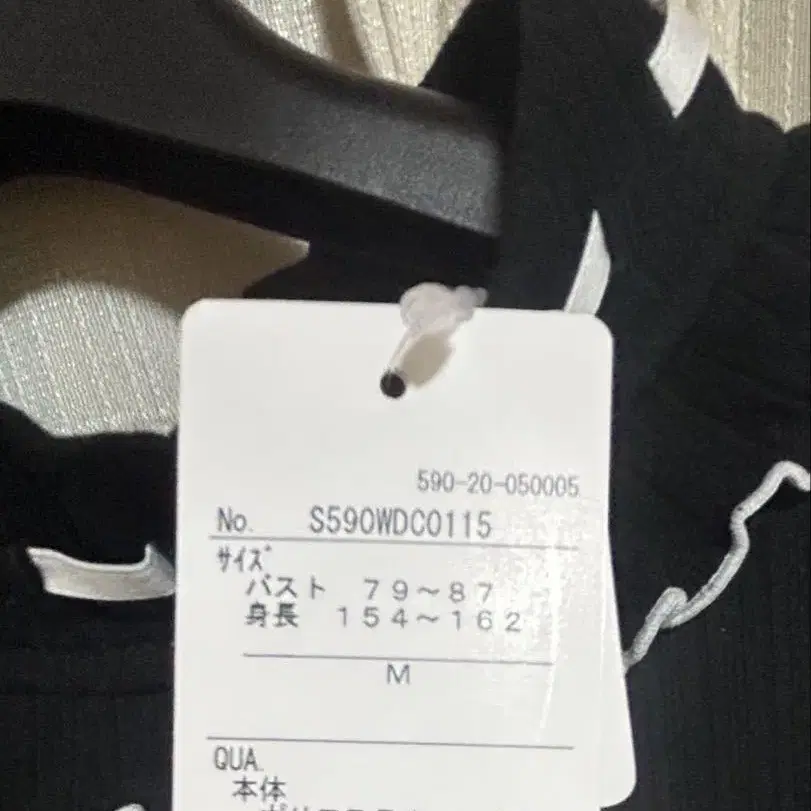 590-20-050005
No. S590WDC0115
サイズ
バスト 79～87
身長 154～162
M
QUA.
本体